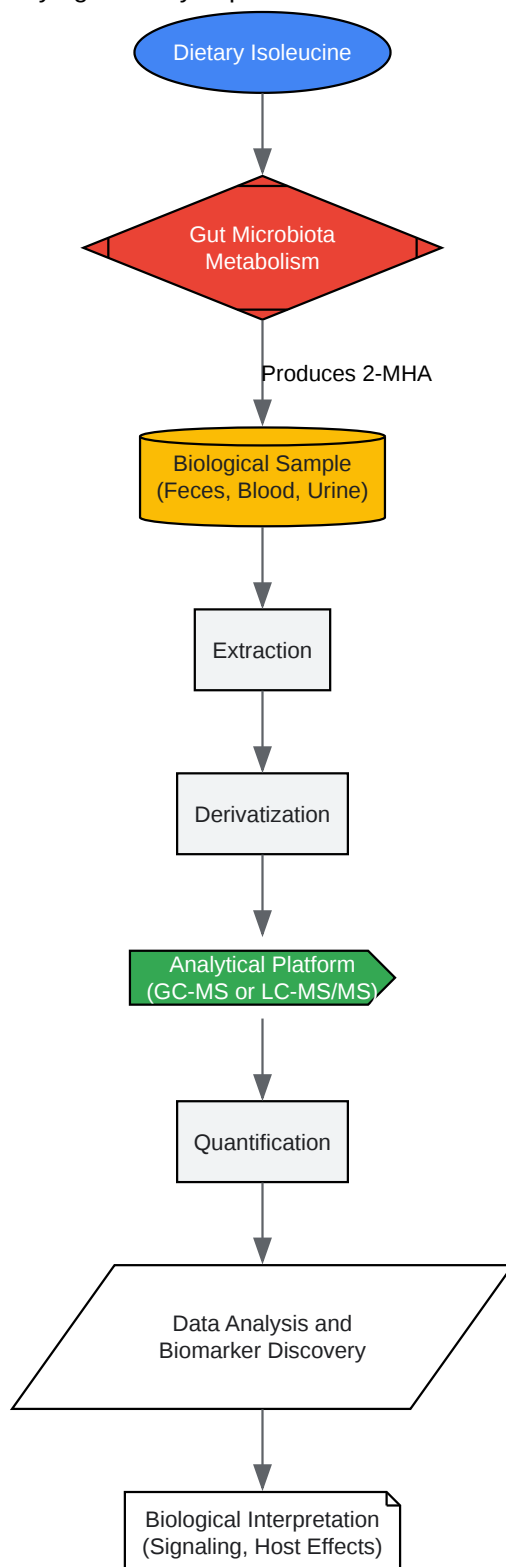 Dietary Isoleucine
Gut Microbiota
Metabolism
Produces 2-MHA
Biological Sample
(Feces, Blood, Urine)
Extraction
Derivatization
Analytical Platform
(GC-MS or LC-MS/MS)
Quantification
Data Analysis and
Biomarker Discovery
Biological Interpretation
(Signaling, Host Effects)